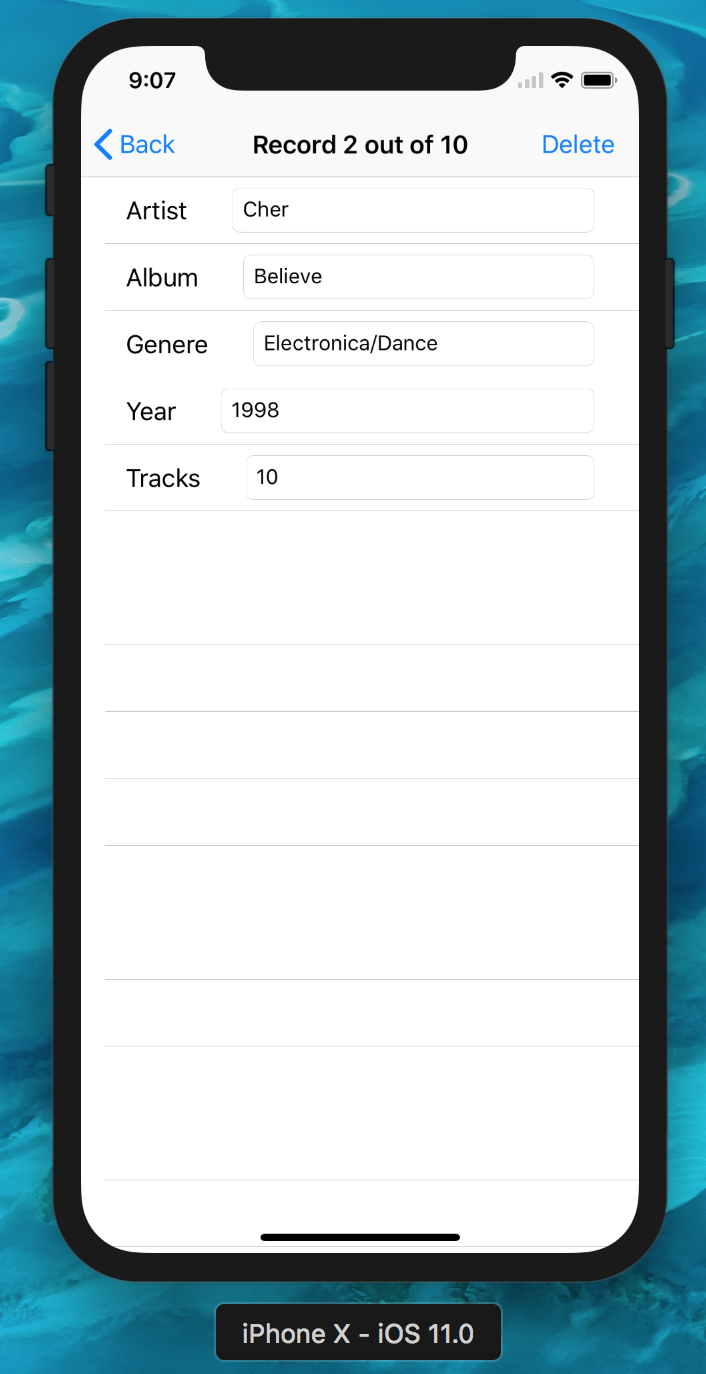 9:07
Back Record 2 out of 10 Delete
Artist Cher
Album Believe
Genere Electronica/Dance
Year 1998
Tracks 10
iPhone X - iOS 11.0